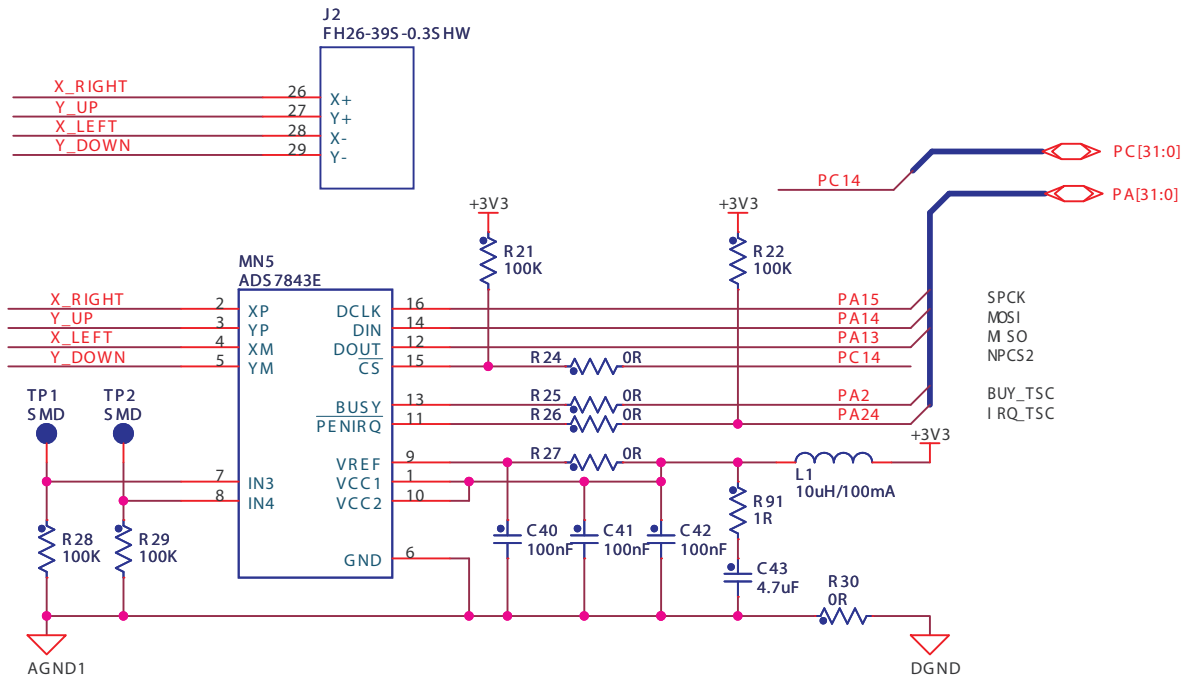 J2
FH26-39S-0.3SHW
X_RIGHT 26 X+
Y_UP 27 Y+
X_LEFT 28 X-
Y_DOWN 29 Y-
PC[31:0]
PC14
PA[31:0]
+3V3 +3V3
R21
100K
R22
100K
MN5
ADS7843E
X_RIGHT 2 XP DCLK 16 PA15 SPCK
Y_UP 3 YP DIN 14 PA14 MOSI
X_LEFT 4 XM DOUT 12 PA13 MISO
Y_DOWN 5 YM CS 15 R24 0R PC14 NPCS2
TP1
SMD
TP2
SMD
BUSY 13 R25 0R PA2 BUY_TSC
PENIRQ 11 R26 0R PA24 IRQ_TSC
+3V3
VREF 9 R27 0R
L1
10uH/100mA
7 IN3 VCC1 1
8 IN4 VCC2 10
R91
1R
R28
100K
R29
100K
C40
100nF
C41
100nF
C42
100nF
GND 6
C43
4.7uF
R30
0R
AGND1 DGND